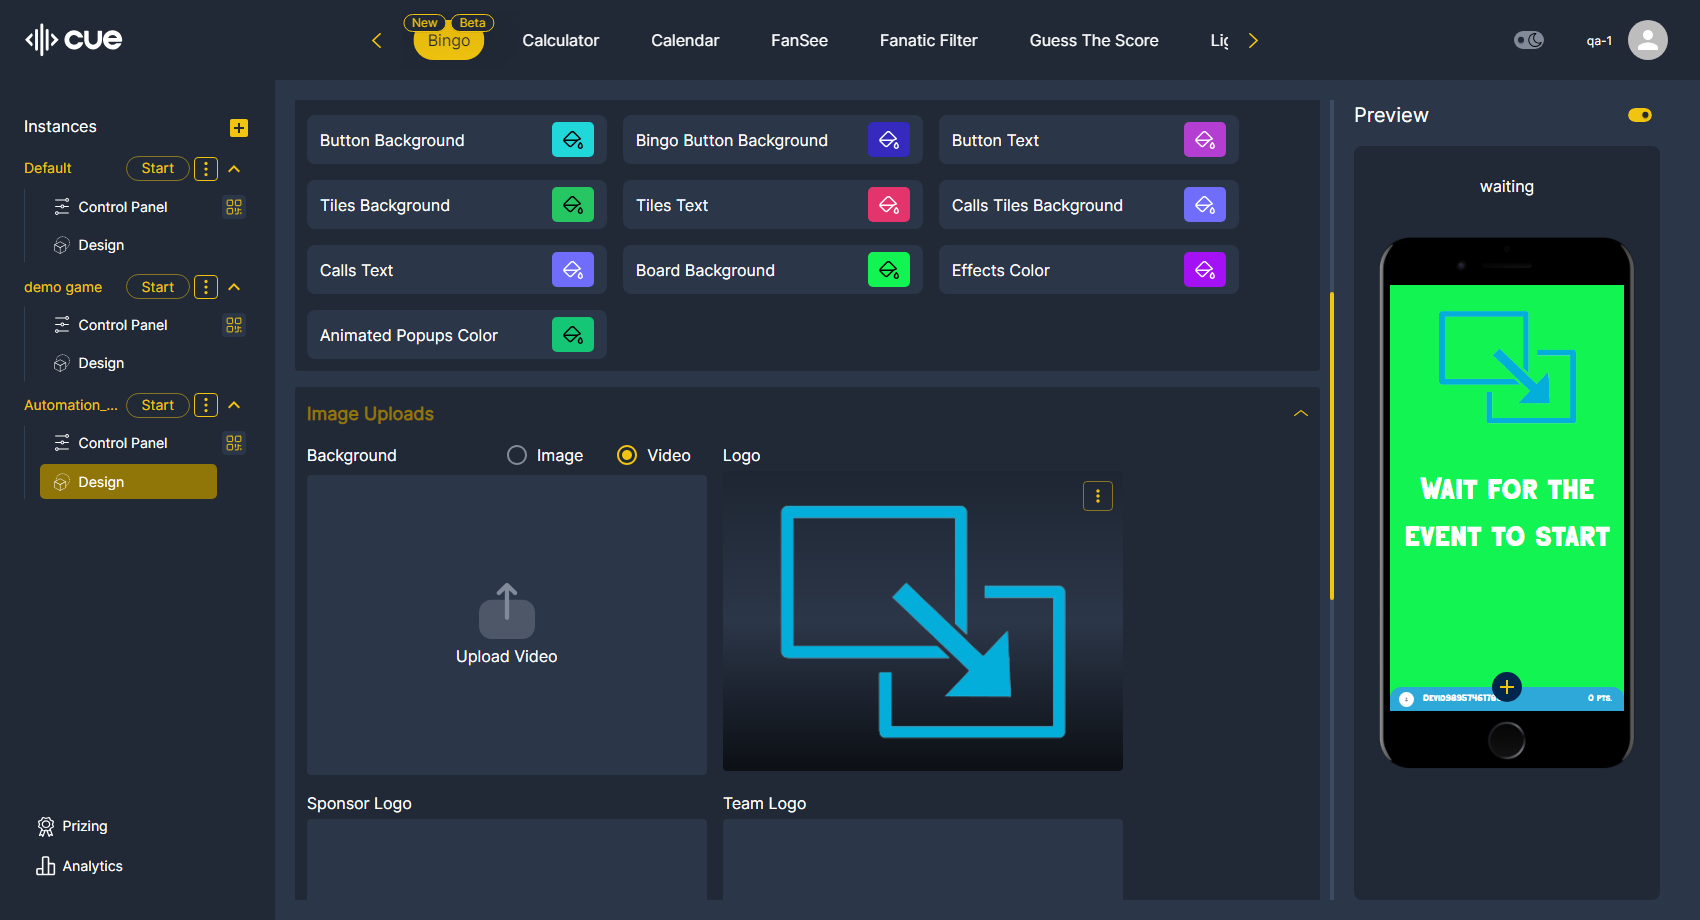 cue
New
Beta
Bingo
Calculator
Calendar
FanSee
Fanatic Filter
Guess The Score
Lig
qa-1
Instances
Default
Start
Control Panel
Design
demo game
Start
Control Panel
Design
Automation_...
Start
Control Panel
Design
Prizing
Analytics
Button Background
Bingo Button Background
Button Text
Tiles Background
Tiles Text
Calls Tiles Background
Calls Text
Board Background
Effects Color
Animated Popups Color
Image Uploads
Background
Image
Video
Logo
Upload Video
Sponsor Logo
Team Logo
Preview
waiting
Wait for the
event to start
0 pts.